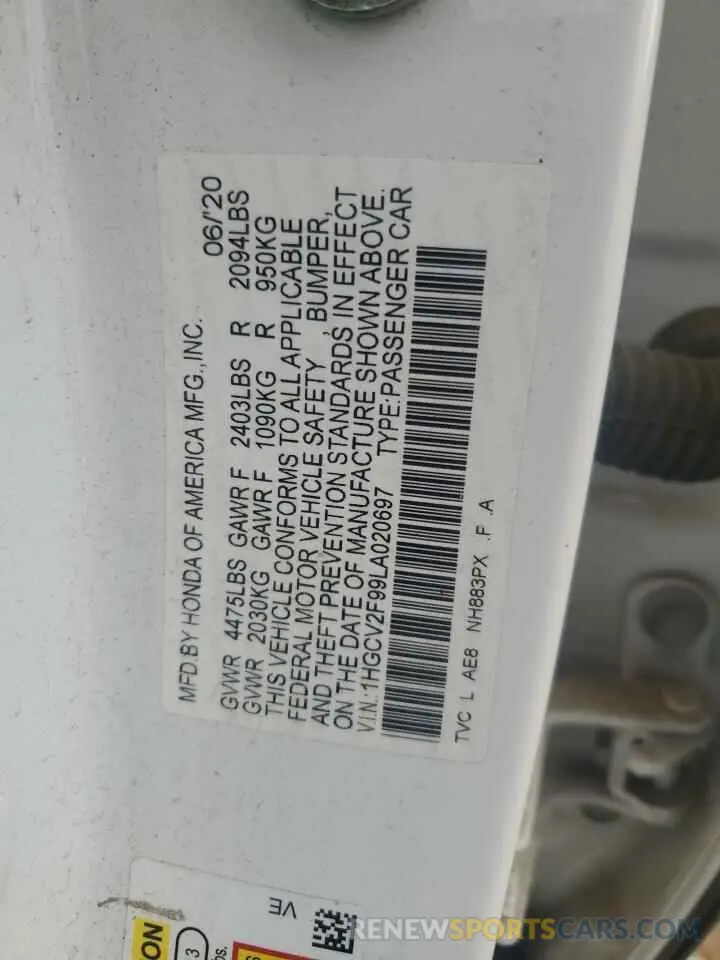 MFD.BY HONDA OF AMERICA MFG.,INC. 06/'20
GVWR 4475LBS GAWR F 2403LBS R 2094LBS
GVWR 2030KG GAWR F 1090KG R 950KG
THIS VEHICLE CONFORMS TO ALL APPLICABLE
FEDERAL MOTOR VEHICLE SAFETY , BUMPER,
AND THEFT PREVENTION STANDARDS IN EFFECT
ON THE DATE OF MANUFACTURE SHOWN ABOVE.
V.I.N.:1HGCV2F99LA020697 TYPE:PASSENGER CAR
TVC L AE8 NH883PX .F .A
VE
ON
3
RENEWSPORTSCARS.COM